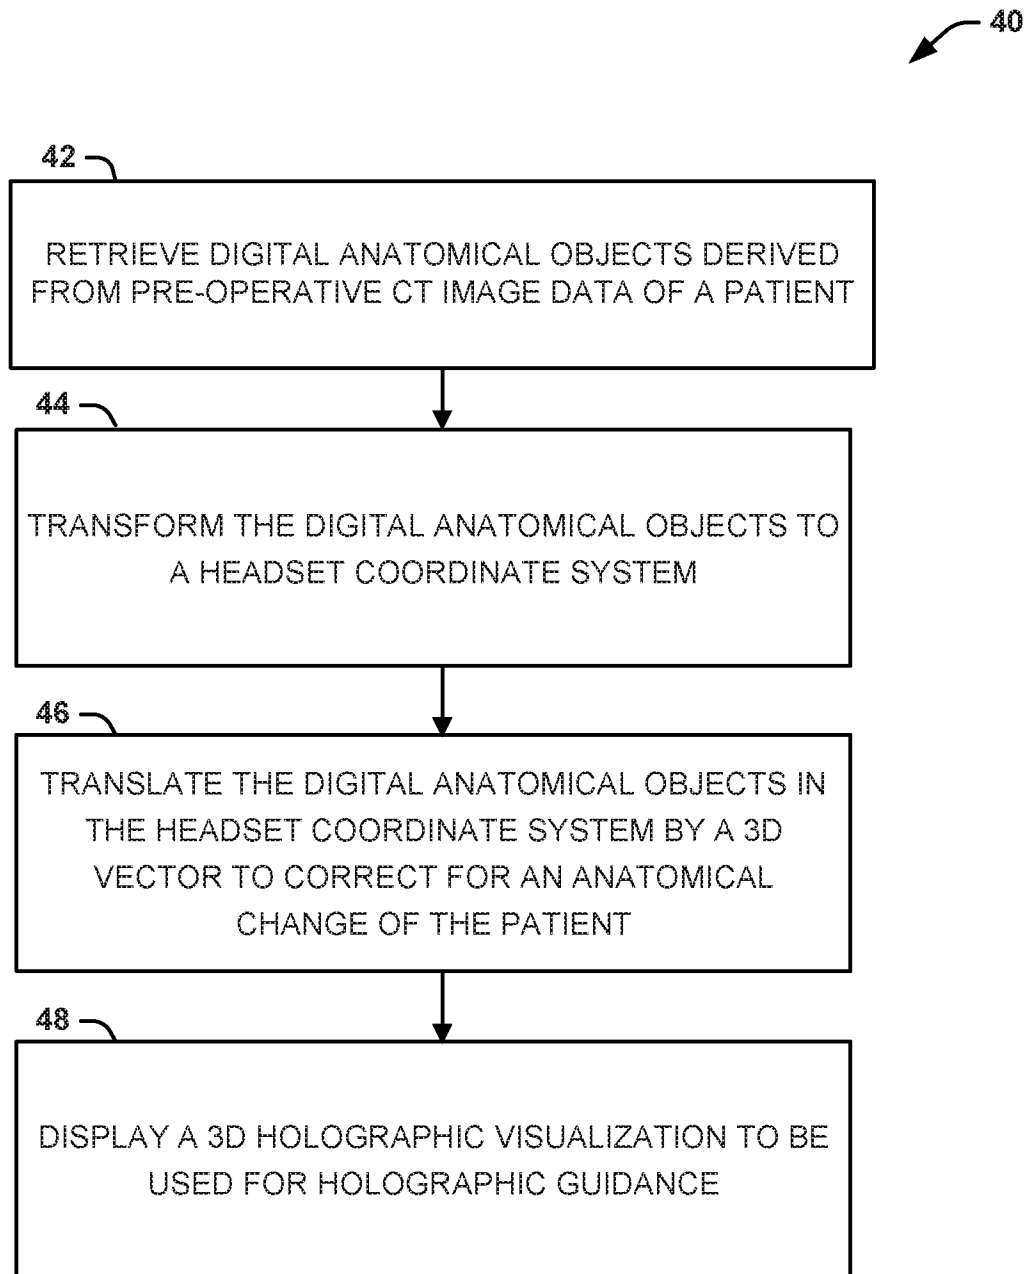 40
42
RETRIEVE DIGITAL ANATOMICAL OBJECTS DERIVED
FROM PRE-OPERATIVE CT IMAGE DATA OF A PATIENT
44
TRANSFORM THE DIGITAL ANATOMICAL OBJECTS TO
A HEADSET COORDINATE SYSTEM
46
TRANSLATE THE DIGITAL ANATOMICAL OBJECTS IN
THE HEADSET COORDINATE SYSTEM BY A 3D
VECTOR TO CORRECT FOR AN ANATOMICAL
CHANGE OF THE PATIENT
48
DISPLAY A 3D HOLOGRAPHIC VISUALIZATION TO BE
USED FOR HOLOGRAPHIC GUIDANCE